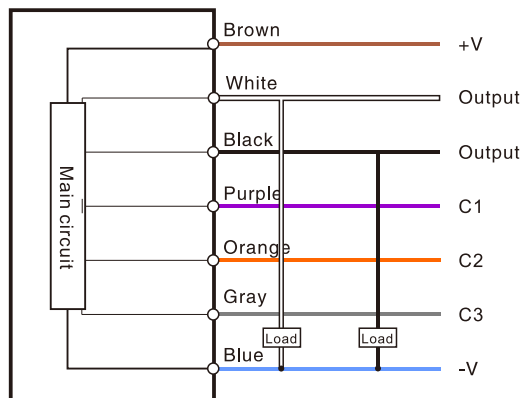 Brown
+V
White
Output
Black
Output
Main circuit
Purple
C1
Orange
C2
Gray
C3
Load
Load
Blue
-V